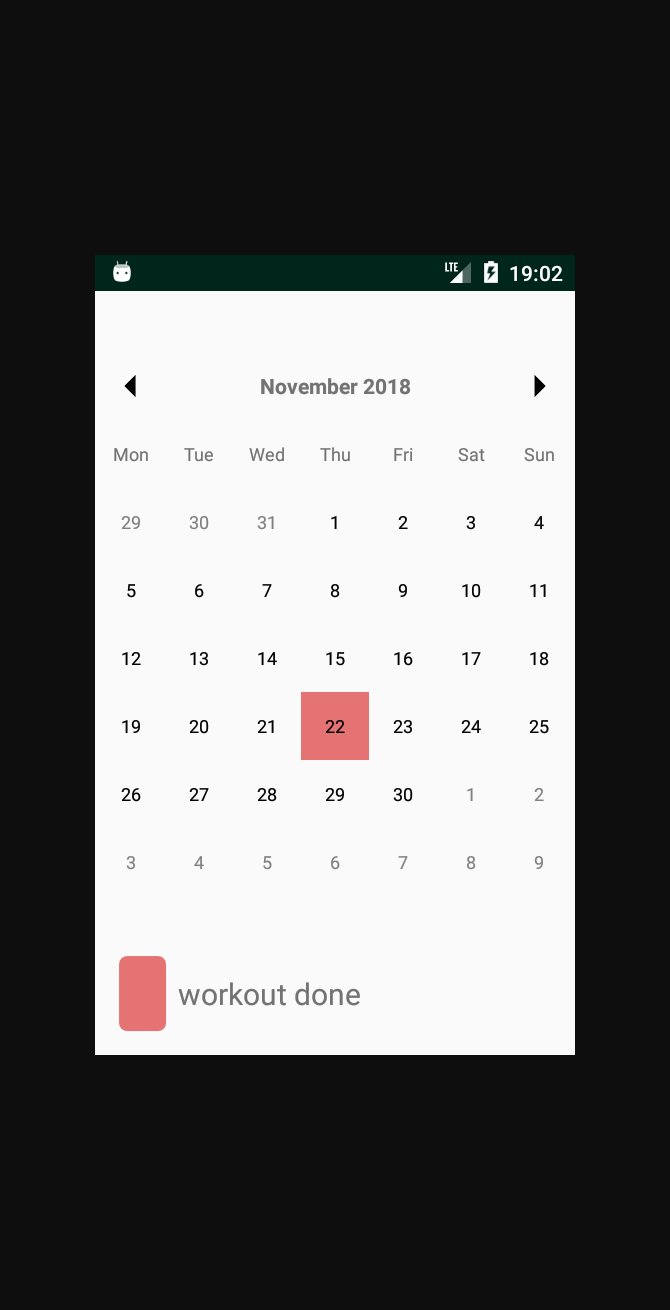 LTE 19:02
November 2018
Mon Tue Wed Thu Fri Sat Sun
29 30 31 1 2 3 4
5 6 7 8 9 10 11
12 13 14 15 16 17 18
19 20 21 22 23 24 25
26 27 28 29 30 1 2
3 4 5 6 7 8 9
workout done